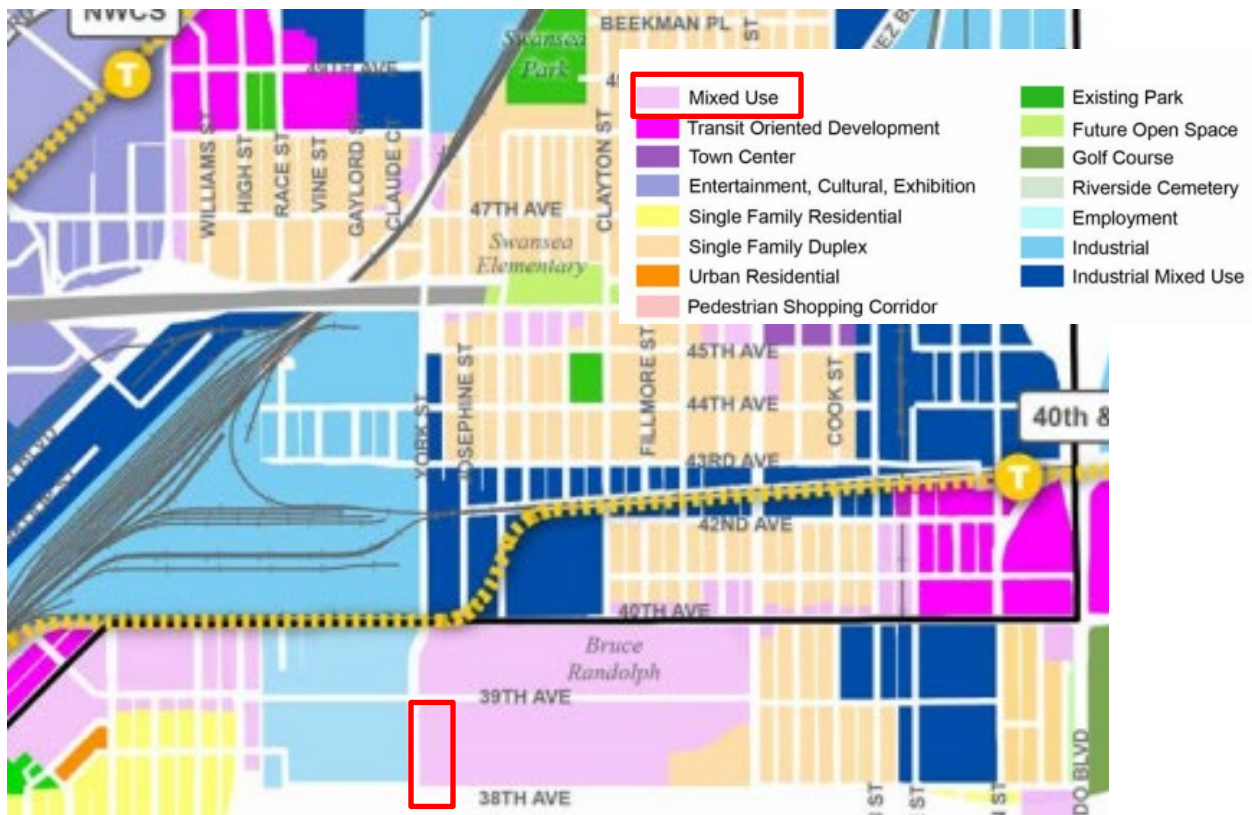 NWCS
BEEKMAN PL
Swansea
Park
WILLIAMS ST
HIGH ST
RACE ST
VINE ST
GAYLORD ST
CLAUDE CT
CLAYTON ST
47TH AVE
Swansea
Elementary
Mixed Use
Transit Oriented Development
Town Center
Entertainment, Cultural, Exhibition
Single Family Residential
Single Family Duplex
Urban Residential
Pedestrian Shopping Corridor
Existing Park
Future Open Space
Golf Course
Riverside Cemetery
Employment
Industrial
Industrial Mixed Use
45TH AVE
44TH AVE
43RD AVE
42ND AVE
40TH AVE
YORK ST
JOSEPHINE ST
FILLMORE ST
COOK ST
40th &
T
T
Bruce
Randolph
39TH AVE
38TH AVE
ST
ST
ST
DO BLVD